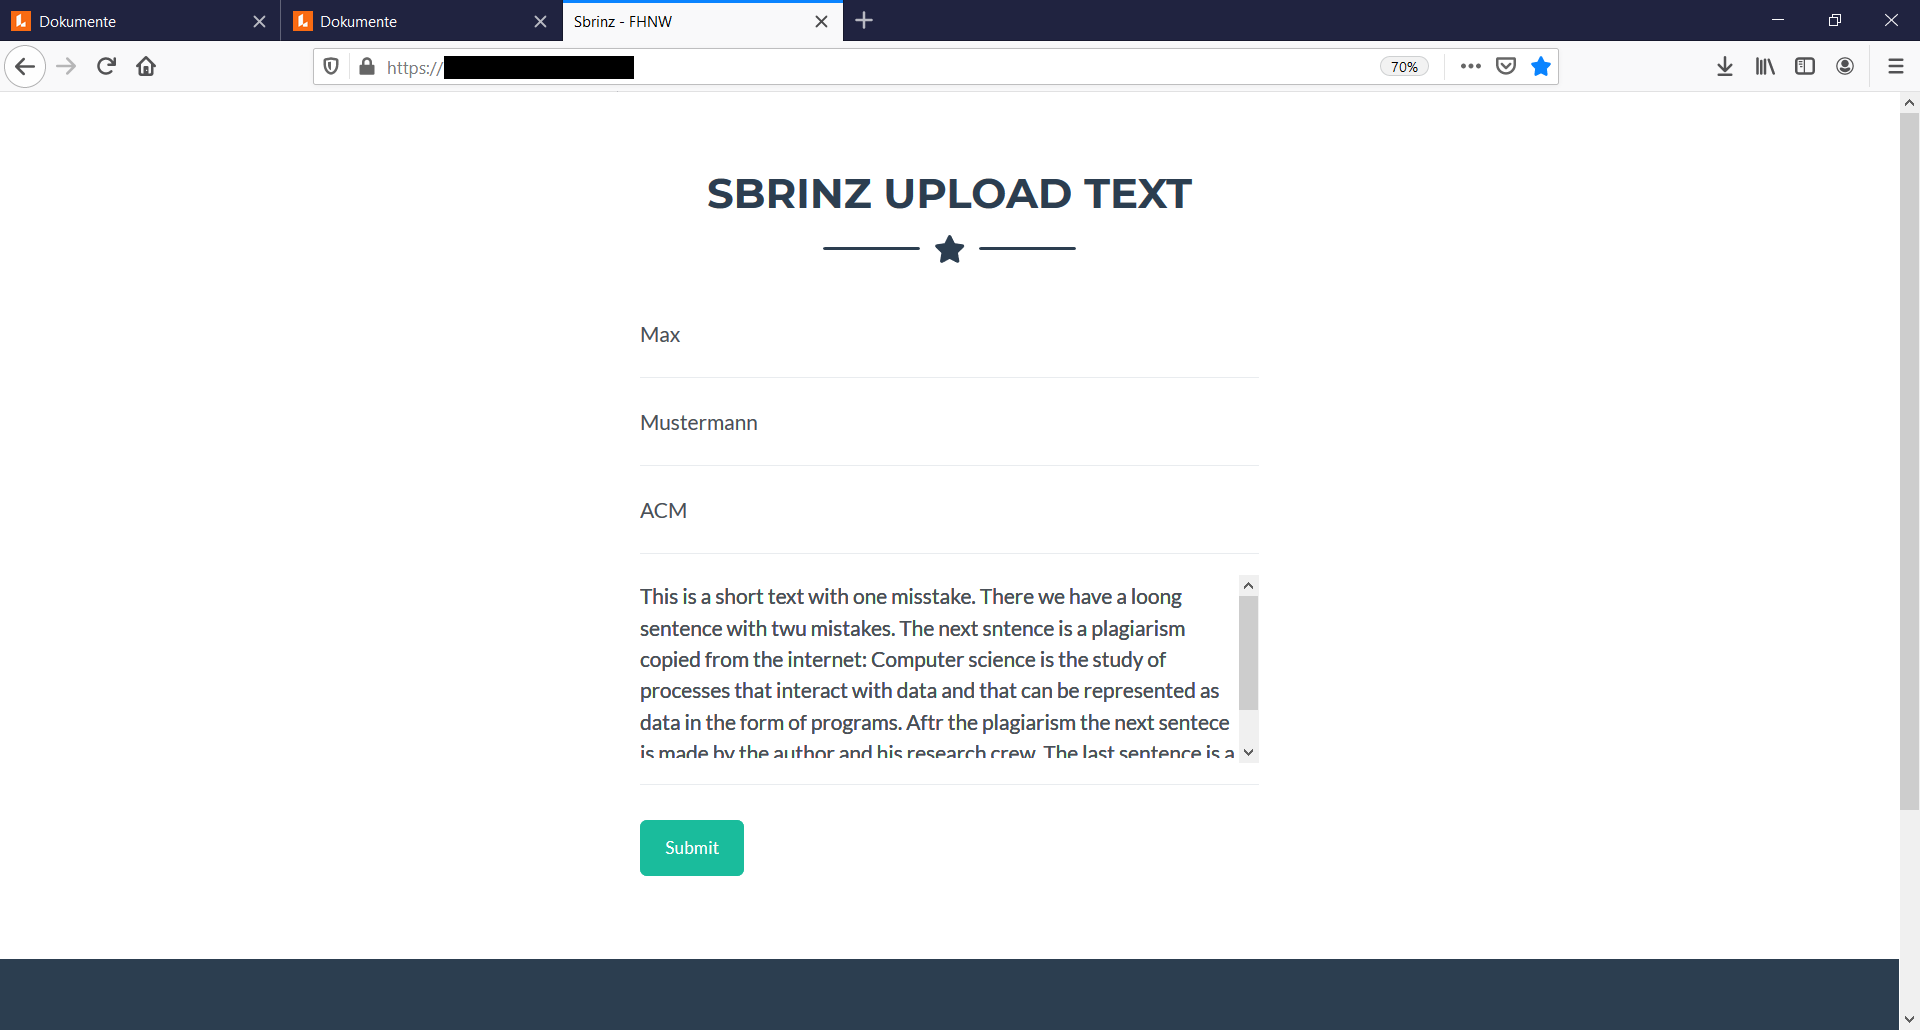 Dokumente
Dokumente
Sbrinz - FHNW
https://
70%
SBRINZ UPLOAD TEXT
Max
Mustermann
ACM
This is a short text with one misstake. There we have a loong
sentence with twu mistakes. The next sntence is a plagiarism
copied from the internet: Computer science is the study of
processes that interact with data and that can be represented as
data in the form of programs. Aftr the plagiarism the next sentece
is made by the author and his research crew. The last sentence is a
Submit